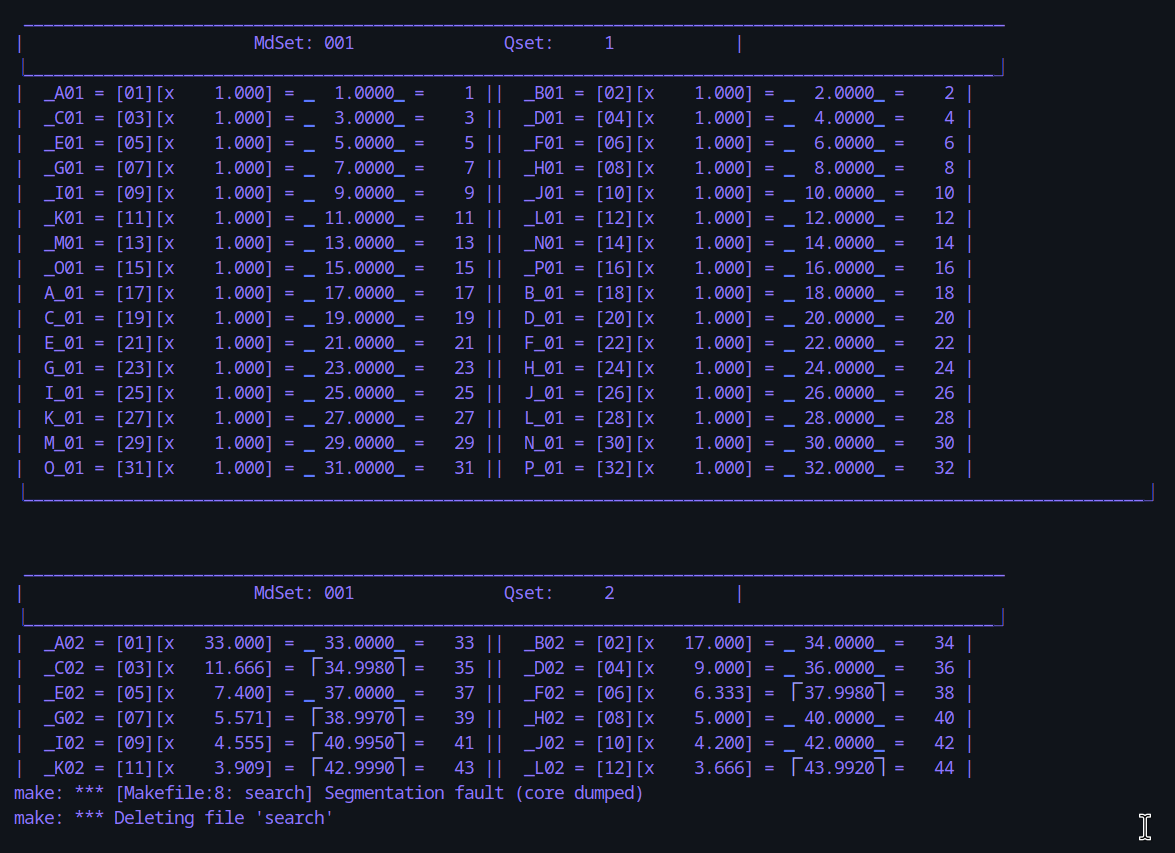 |                       MdSet: 001               Qset:     1            |
|  _A01 = [01][x    1.000] = _  1.0000_ =    1 ||  _B01 = [02][x    1.000] = _  2.0000_ =    2 |
|  _C01 = [03][x    1.000] = _  3.0000_ =    3 ||  _D01 = [04][x    1.000] = _  4.0000_ =    4 |
|  _E01 = [05][x    1.000] = _  5.0000_ =    5 ||  _F01 = [06][x    1.000] = _  6.0000_ =    6 |
|  _G01 = [07][x    1.000] = _  7.0000_ =    7 ||  _H01 = [08][x    1.000] = _  8.0000_ =    8 |
|  _I01 = [09][x    1.000] = _  9.0000_ =    9 ||  _J01 = [10][x    1.000] = _ 10.0000_ =   10 |
|  _K01 = [11][x    1.000] = _ 11.0000_ =   11 ||  _L01 = [12][x    1.000] = _ 12.0000_ =   12 |
|  _M01 = [13][x    1.000] = _ 13.0000_ =   13 ||  _N01 = [14][x    1.000] = _ 14.0000_ =   14 |
|  _O01 = [15][x    1.000] = _ 15.0000_ =   15 ||  _P01 = [16][x    1.000] = _ 16.0000_ =   16 |
|  A_01 = [17][x    1.000] = _ 17.0000_ =   17 ||  B_01 = [18][x    1.000] = _ 18.0000_ =   18 |
|  C_01 = [19][x    1.000] = _ 19.0000_ =   19 ||  D_01 = [20][x    1.000] = _ 20.0000_ =   20 |
|  E_01 = [21][x    1.000] = _ 21.0000_ =   21 ||  F_01 = [22][x    1.000] = _ 22.0000_ =   22 |
|  G_01 = [23][x    1.000] = _ 23.0000_ =   23 ||  H_01 = [24][x    1.000] = _ 24.0000_ =   24 |
|  I_01 = [25][x    1.000] = _ 25.0000_ =   25 ||  J_01 = [26][x    1.000] = _ 26.0000_ =   26 |
|  K_01 = [27][x    1.000] = _ 27.0000_ =   27 ||  L_01 = [28][x    1.000] = _ 28.0000_ =   28 |
|  M_01 = [29][x    1.000] = _ 29.0000_ =   29 ||  N_01 = [30][x    1.000] = _ 30.0000_ =   30 |
|  O_01 = [31][x    1.000] = _ 31.0000_ =   31 ||  P_01 = [32][x    1.000] = _ 32.0000_ =   32 |
|                       MdSet: 001               Qset:     2            |
|  _A02 = [01][x   33.000] = _ 33.0000_ =   33 ||  _B02 = [02][x   17.000] = _ 34.0000_ =   34 |
|  _C02 = [03][x   11.666] = ⎡34.9980⎤ =   35 ||  _D02 = [04][x    9.000] = _ 36.0000_ =   36 |
|  _E02 = [05][x    7.400] = _ 37.0000_ =   37 ||  _F02 = [06][x    6.333] = ⎡37.9980⎤ =   38 |
|  _G02 = [07][x    5.571] = ⎡38.9970⎤ =   39 ||  _H02 = [08][x    5.000] = _ 40.0000_ =   40 |
|  _I02 = [09][x    4.555] = ⎡40.9950⎤ =   41 ||  _J02 = [10][x    4.200] = _ 42.0000_ =   42 |
|  _K02 = [11][x    3.909] = ⎡42.9990⎤ =   43 ||  _L02 = [12][x    3.666] = ⎡43.9920⎤ =   44 |
make: *** [Makefile:8: search] Segmentation fault (core dumped)
make: *** Deleting file 'search'